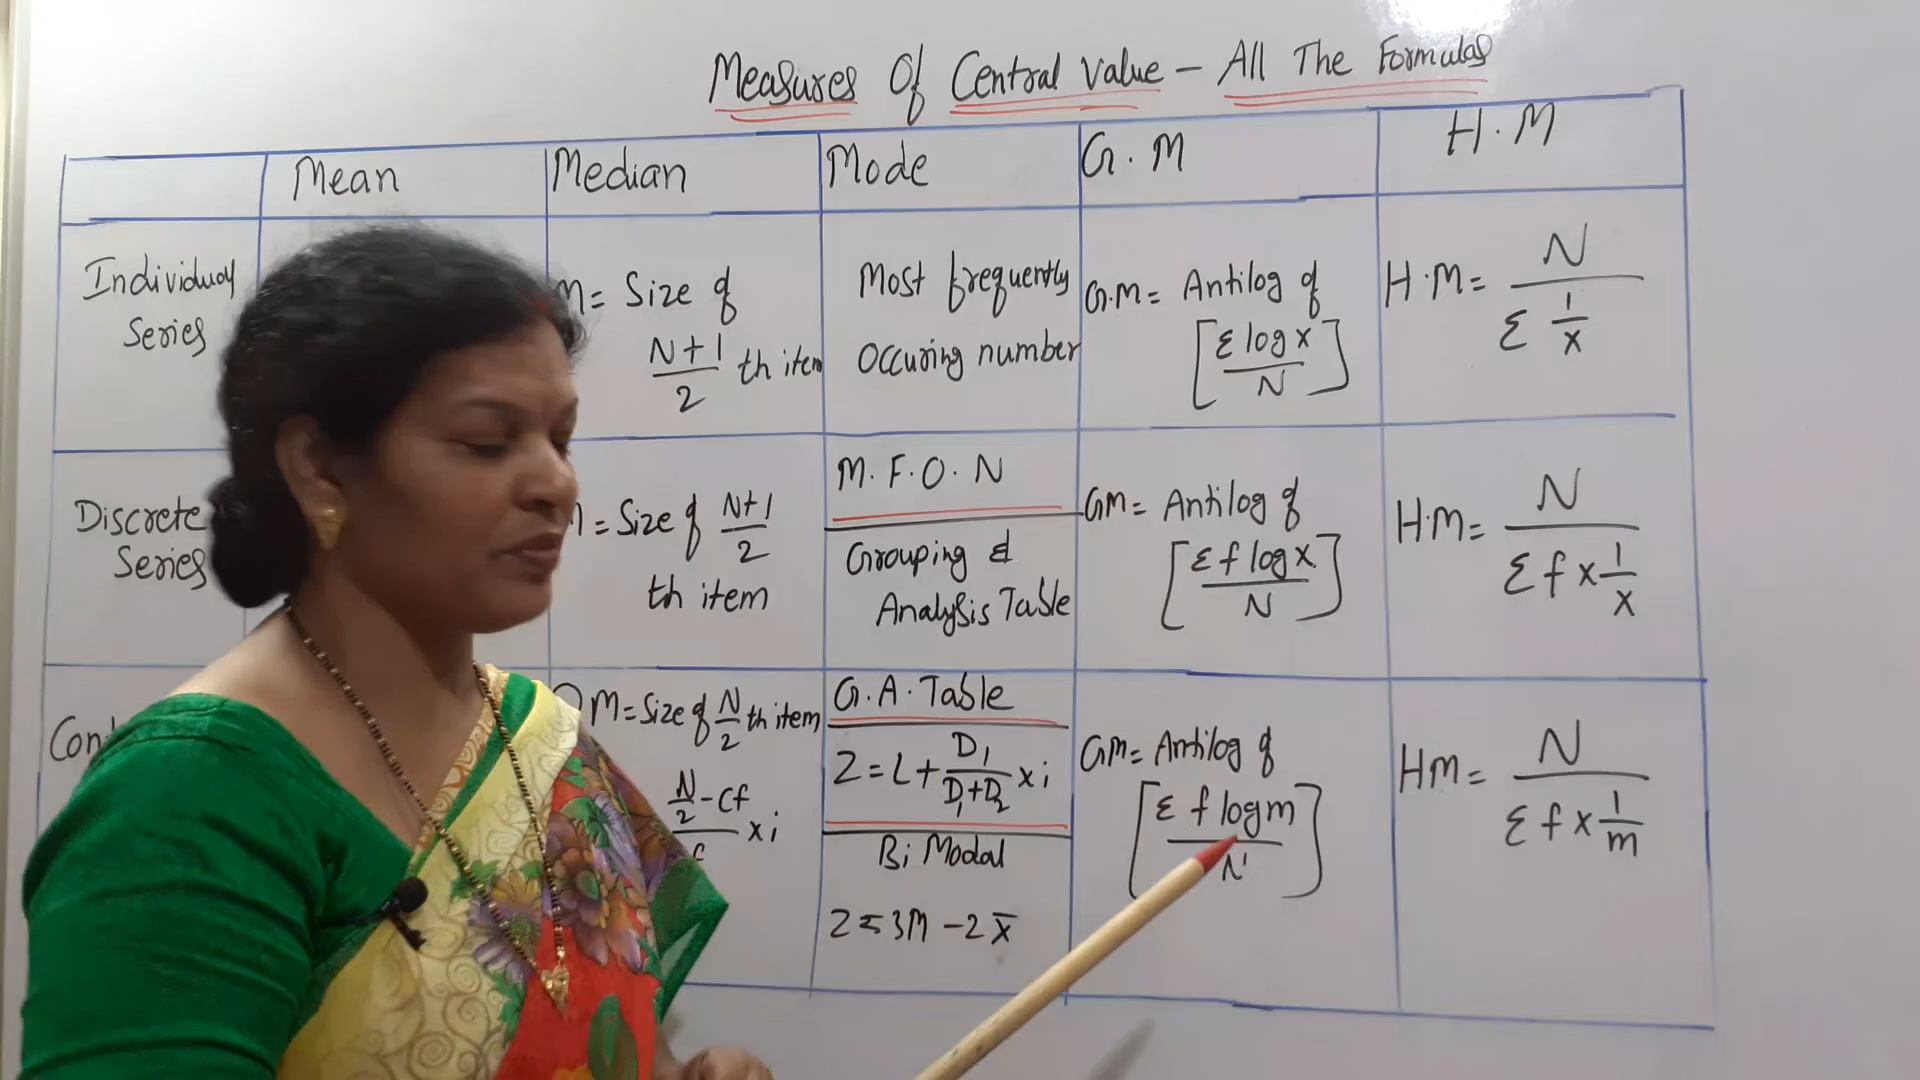 Measures Of Central Value - All The Formulas
Mean Median Mode G.M H.M
Individual Series
M = Size of
N+1
2
th item
Most frequently
Occuring number
G.M = Antilog of
[Σ log x
N]
H.M = N
Σ 1
x
Discrete Series
= Size of N+1
2
th item
M.F.O.N
Grouping &
Analysis Table
GM = Antilog of
[Σ f log x
N]
H.M = N
Σ f x 1
x
M = Size of N th item
2
N - Cf
2
x i
G.A. Table
Z = L + D1 x i
D1+D2
Bi Modal
Z = 3M - 2 x̄
GM = Antilog of
[Σ f log m
N]
HM = N
Σ f x 1
m